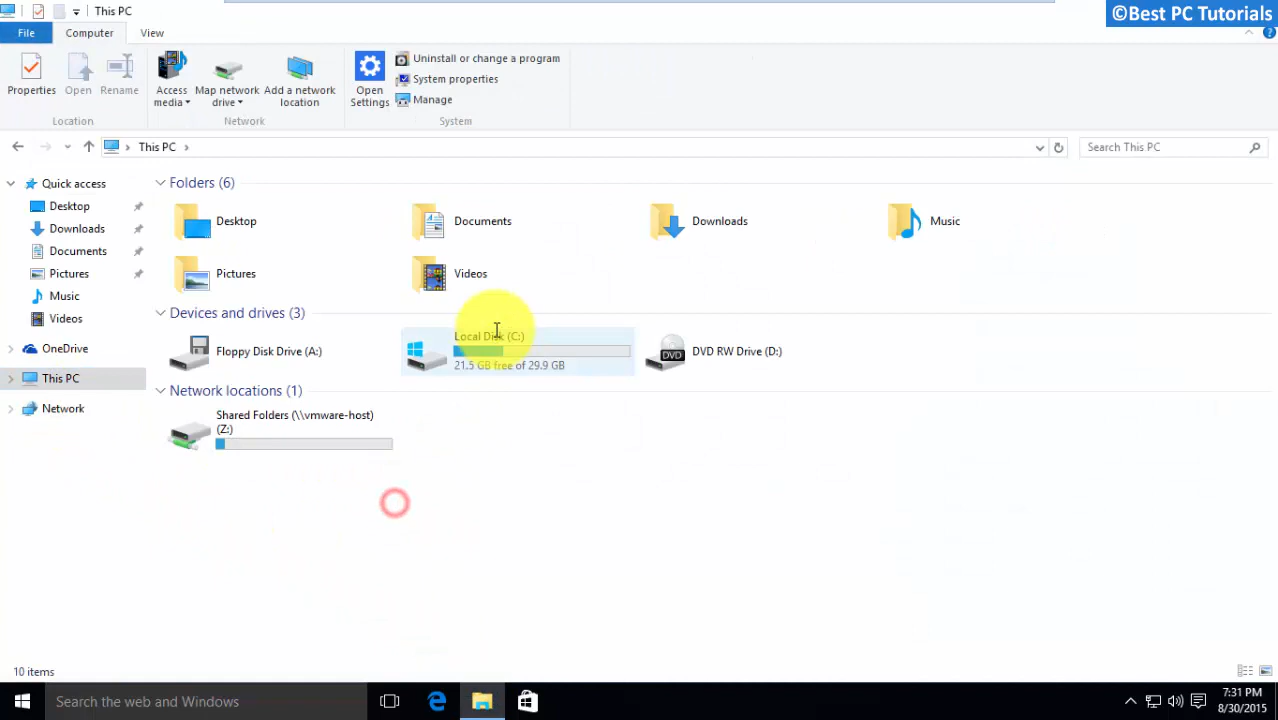 This PC
©Best PC Tutorials
File
Computer
View
Properties
Open
Rename
Access
media
Map network
drive
Add a network
location
Open
Settings
Uninstall or change a program
System properties
Manage
Location
Network
System
This PC
Search This PC
Quick access
Desktop
Downloads
Documents
Pictures
Music
Videos
OneDrive
This PC
Network
Folders (6)
Desktop
Documents
Downloads
Music
Pictures
Videos
Devices and drives (3)
Floppy Disk Drive (A:)
Local Disk (C:)
21.5 GB free of 29.9 GB
DVD
DVD RW Drive (D:)
Network locations (1)
Shared Folders (\\vmware-host)
(Z:)
10 items
Search the web and Windows
7:31 PM
8/30/2015